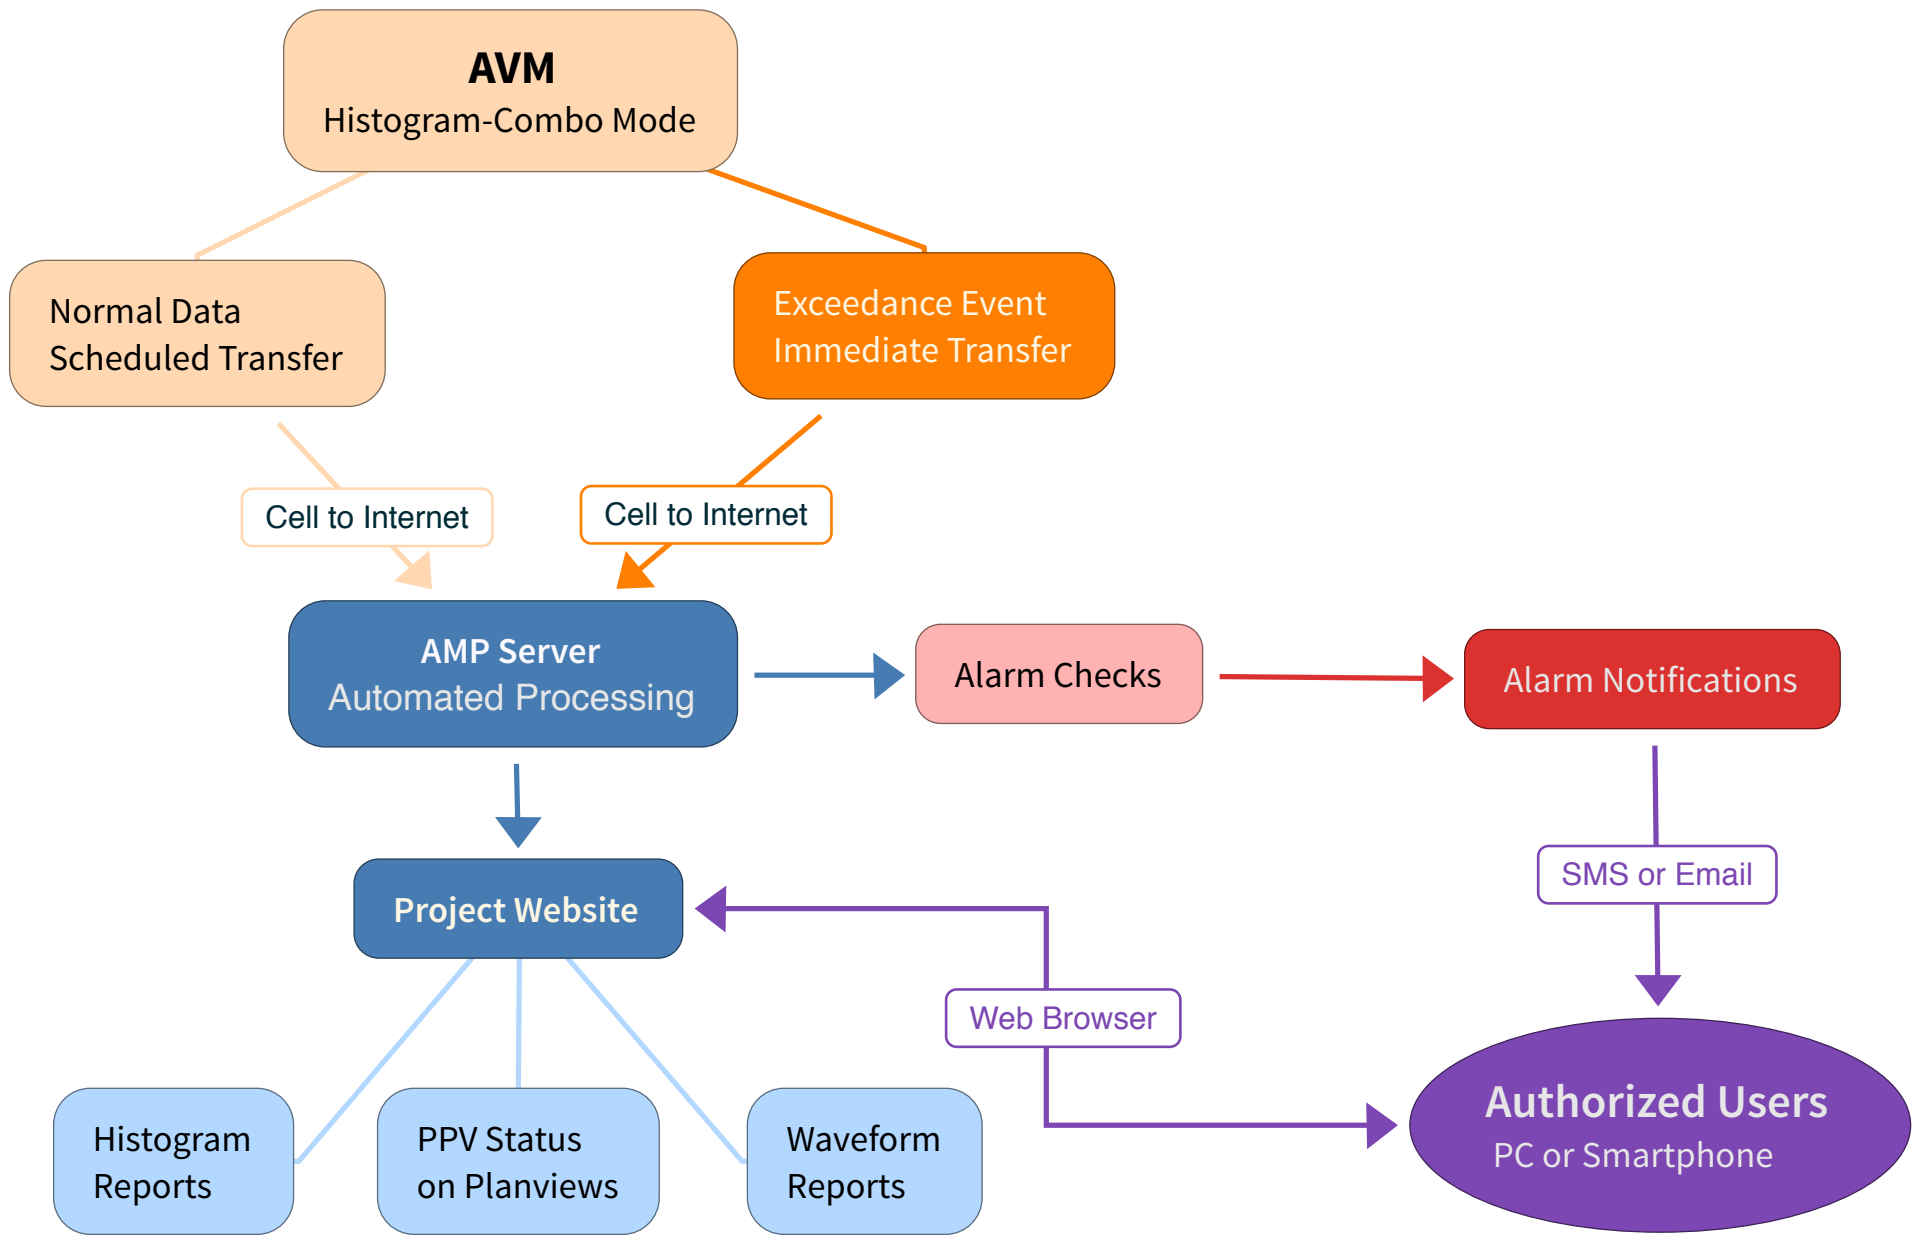 AVM
Histogram-Combo Mode
Normal Data
Scheduled Transfer
Exceedance Event
Immediate Transfer
Cell to Internet
Cell to Internet
AMP Server
Automated Processing
Alarm Checks
Alarm Notifications
SMS or Email
Project Website
Web Browser
Authorized Users
PC or Smartphone
Histogram
Reports
PPV Status
on Planviews
Waveform
Reports